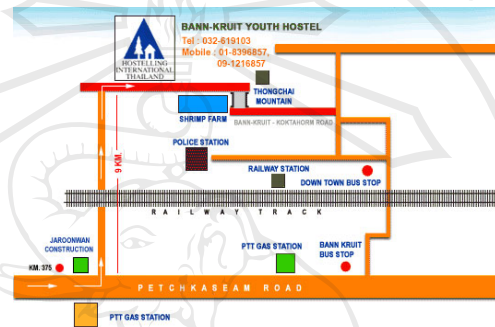 BANN-KRUIT YOUTH HOSTEL
Tel : 032-619103
Mobile : 01-8396857,
09-1216857
HOSTELLING
INTERNATIONAL
THAILAND
THONGCHAI
MOUNTAIN
SHRIMP FARM
BANN-KRUIT - KOKTAHORM ROAD
POLICE STATION
9 KM.
RAILWAY STATION
DOWN TOWN BUS STOP
RAILWAY TRACK
JAROONWAN
CONSTRUCTION
PTT GAS STATION
BANN KRUIT
BUS STOP
KM. 375
PETCHKASEAM ROAD
PTT GAS STATION